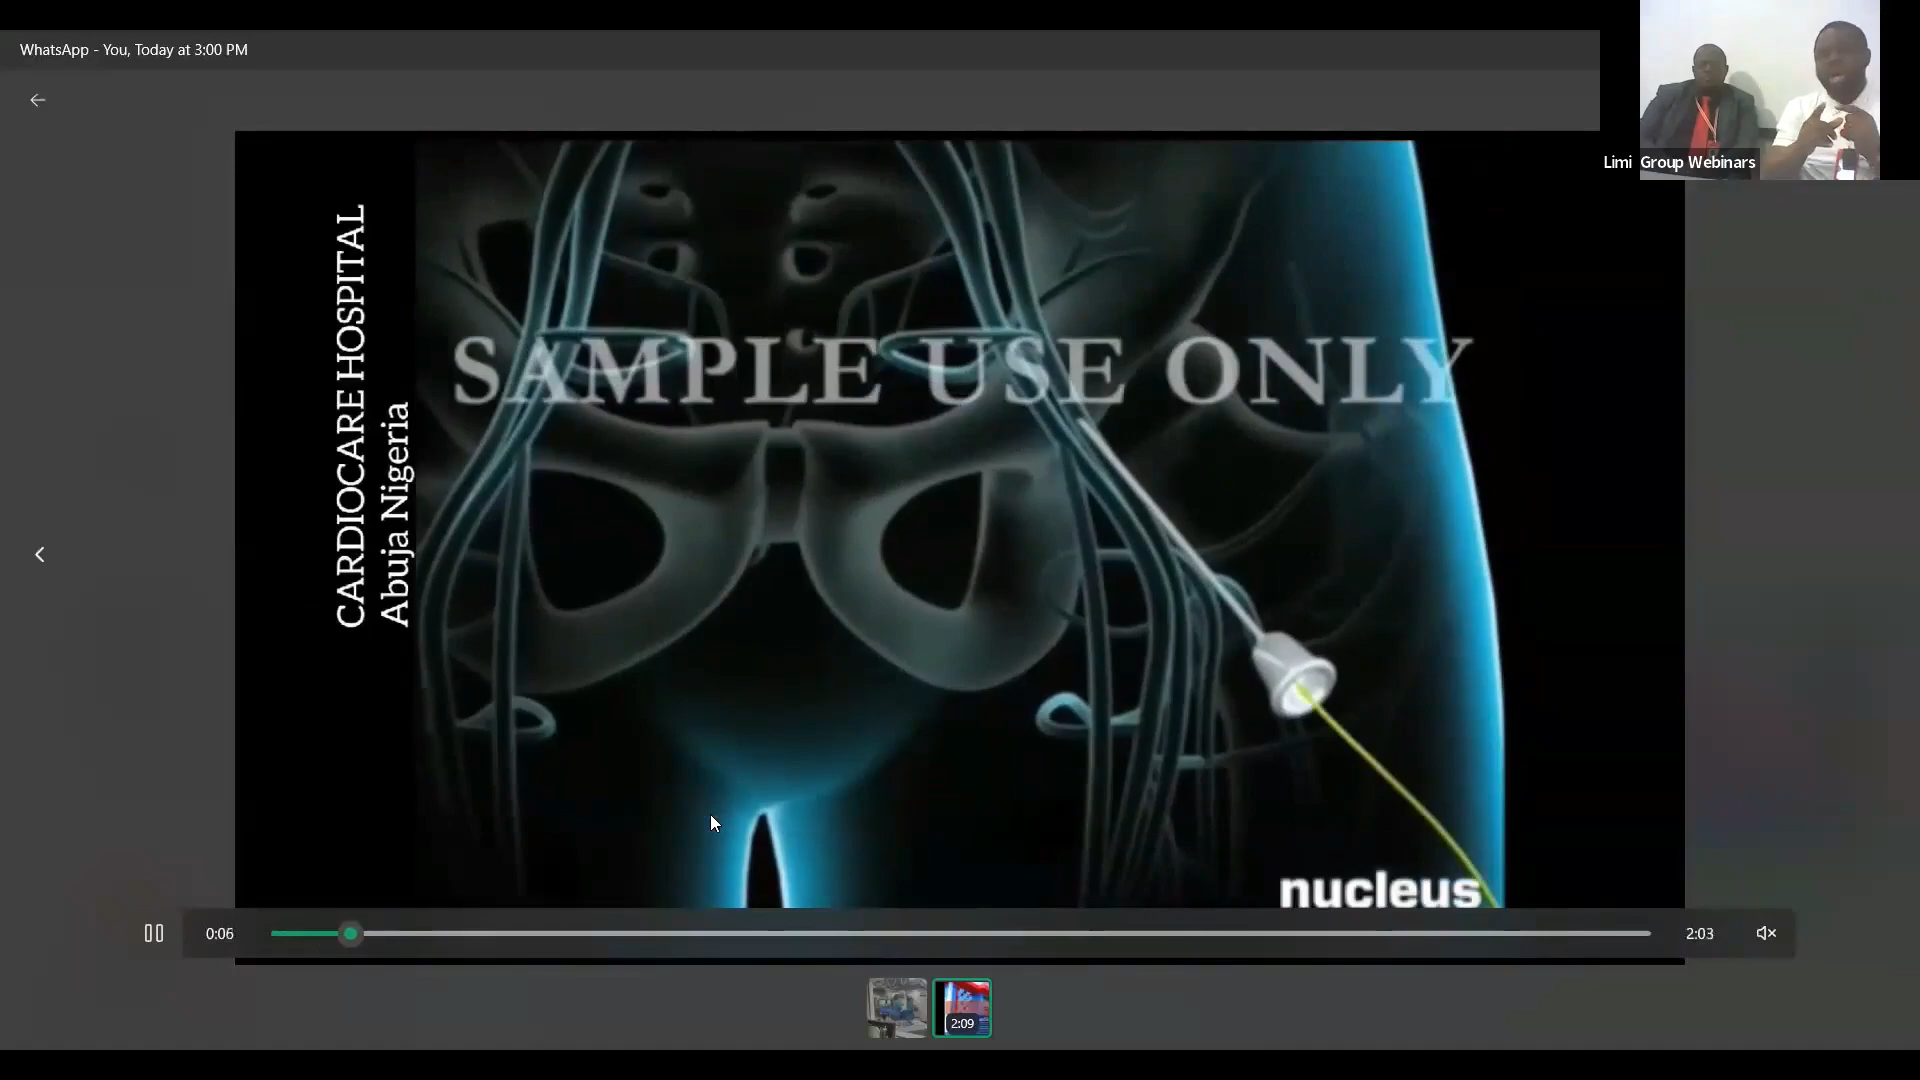 WhatsApp - You, Today at 3:00 PM
Limi Group Webinars
CARDIOCARE HOSPITAL
Abuja Nigeria
SAMPLE USE ONLY
nucleus
0:06
2:03
2:09